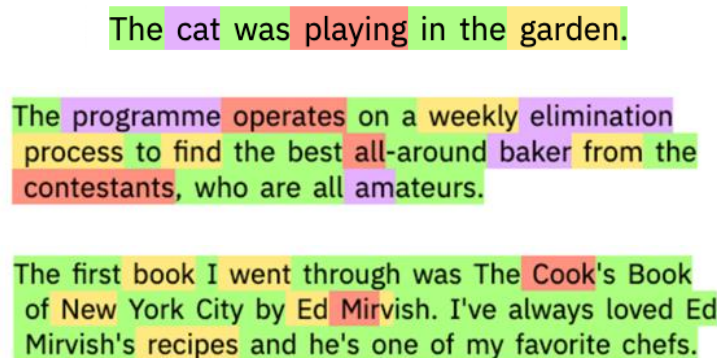 The cat was playing in the garden.
The programme operates on a weekly elimination
process to find the best all-around baker from the
contestants, who are all amateurs.
The first book I went through was The Cook's Book
of New York City by Ed Mirvish. I've always loved Ed
Mirvish's recipes and he's one of my favorite chefs.